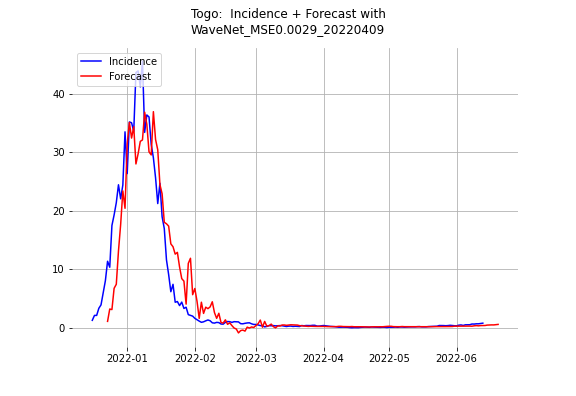 Togo:  Incidence + Forecast with
WaveNet_MSE0.0029_20220409
Incidence
Forecast
40
30
20
10
0
2022-01 2022-02 2022-03 2022-04 2022-05 2022-06